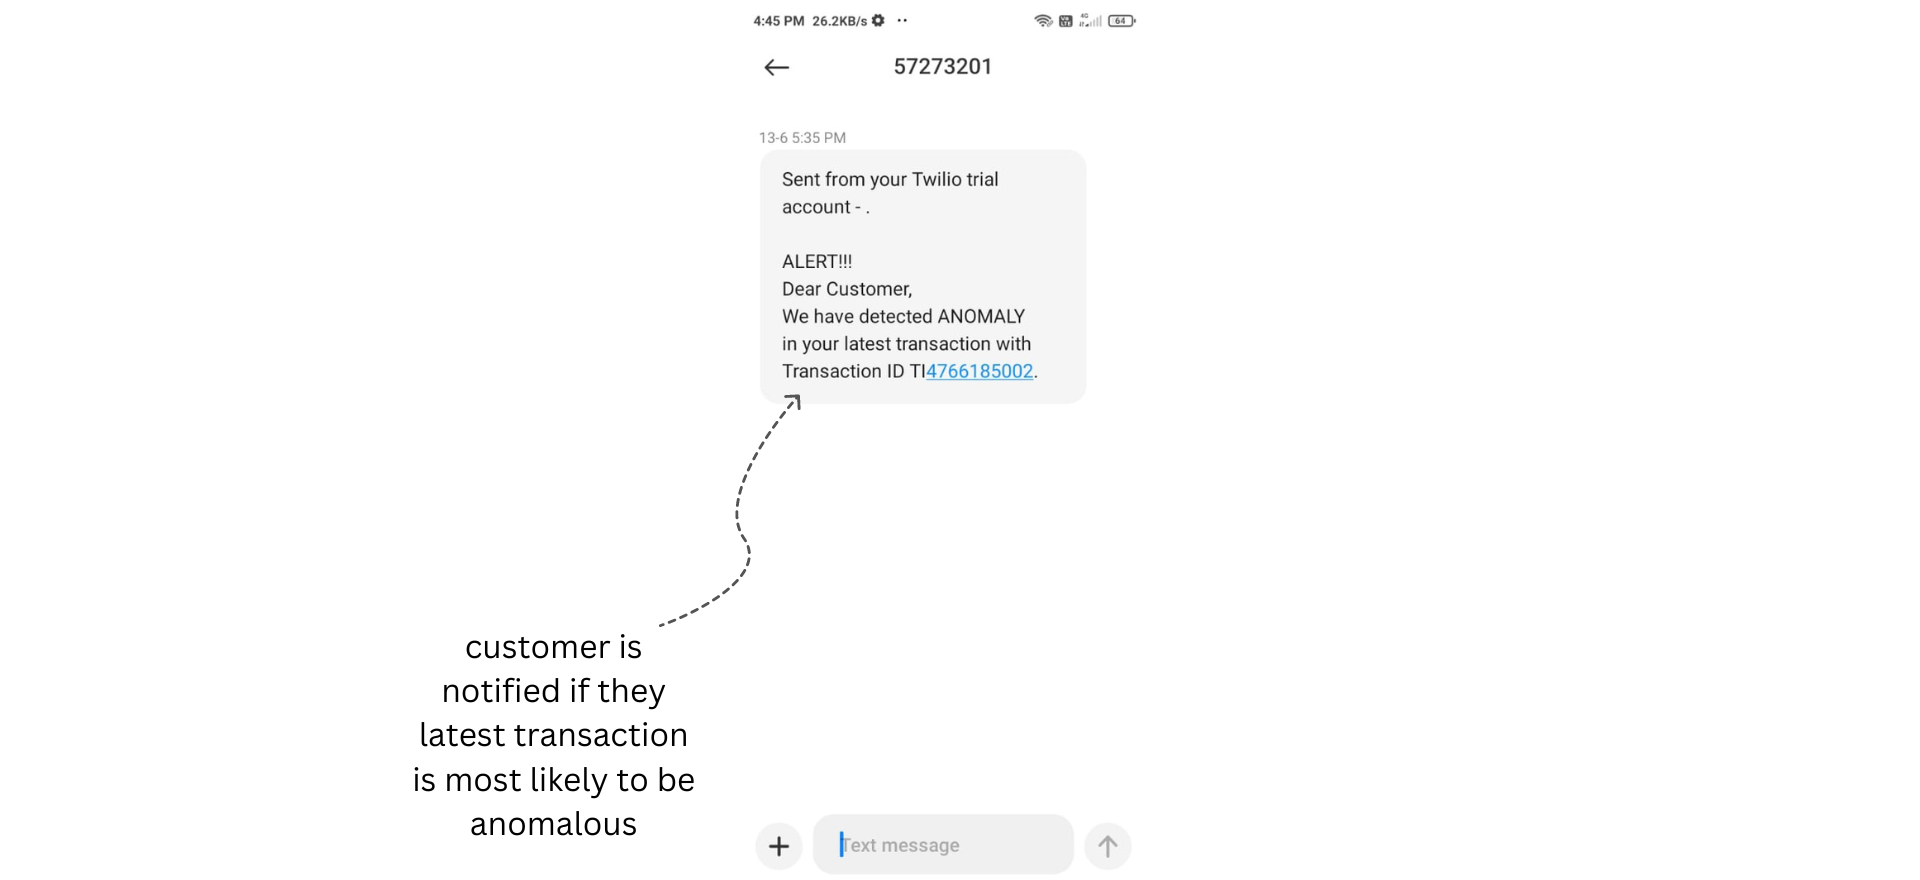 4:45 PM 26.2KB/s
4G
64
57273201
13-6 5:35 PM
Sent from your Twilio trial
account - .
ALERT!!!
Dear Customer,
We have detected ANOMALY
in your latest transaction with
Transaction ID TI4766185002.
customer is
notified if they
latest transaction
is most likely to be
anomalous
Text message